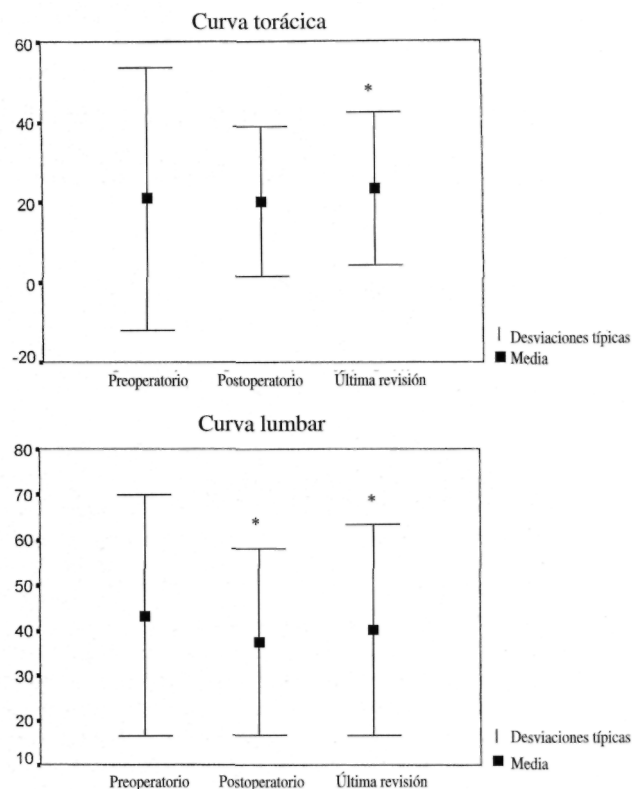 Curva torácica
60
40
20
0
-20
Preoperatorio Postoperatorio Última revisión
| Desviaciones típicas
■ Media
*
Curva lumbar
80
70
60
50
40
30
20
10
Preoperatorio Postoperatorio Última revisión
| Desviaciones típicas
■ Media
* *